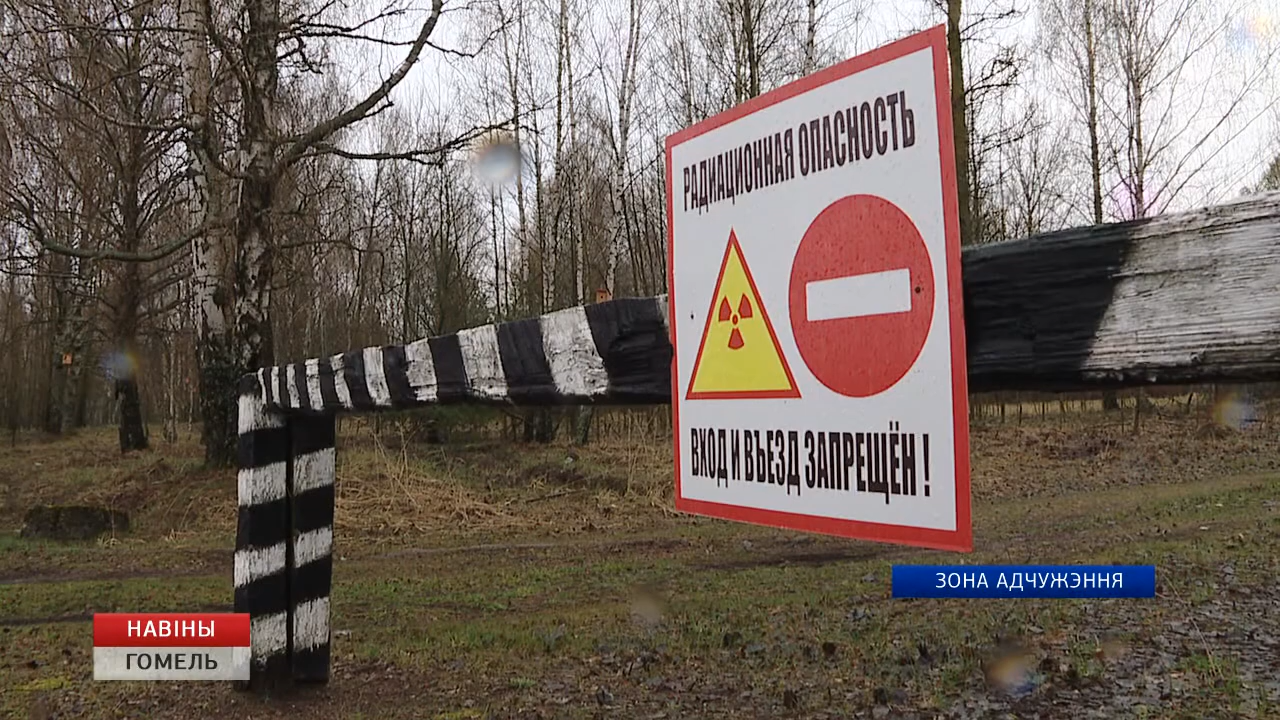 РАДИАЦИОННАЯ ОПАСНОСТЬ
ВХОД И ВЪЕЗД ЗАПРЕЩЁН!
ЗОНА АДЧУЖЭННЯ
НАВІНЫ
ГОМЕЛЬ